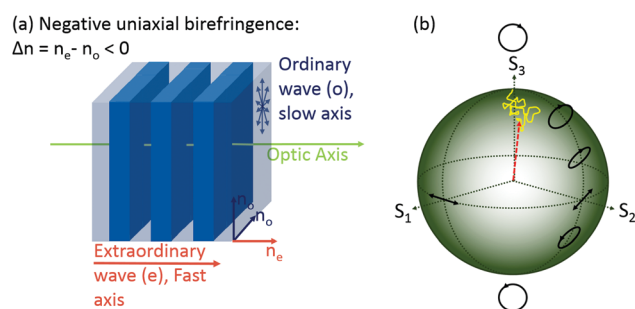 (a) Negative uniaxial birefringence:
Δn = nₑ- nₒ < 0
Ordinary
wave (o),
slow axis
Optic Axis
nₒ
nₒ
nₑ
Extraordinary
wave (e), Fast
axis
(b)
S₃
S₁
S₂